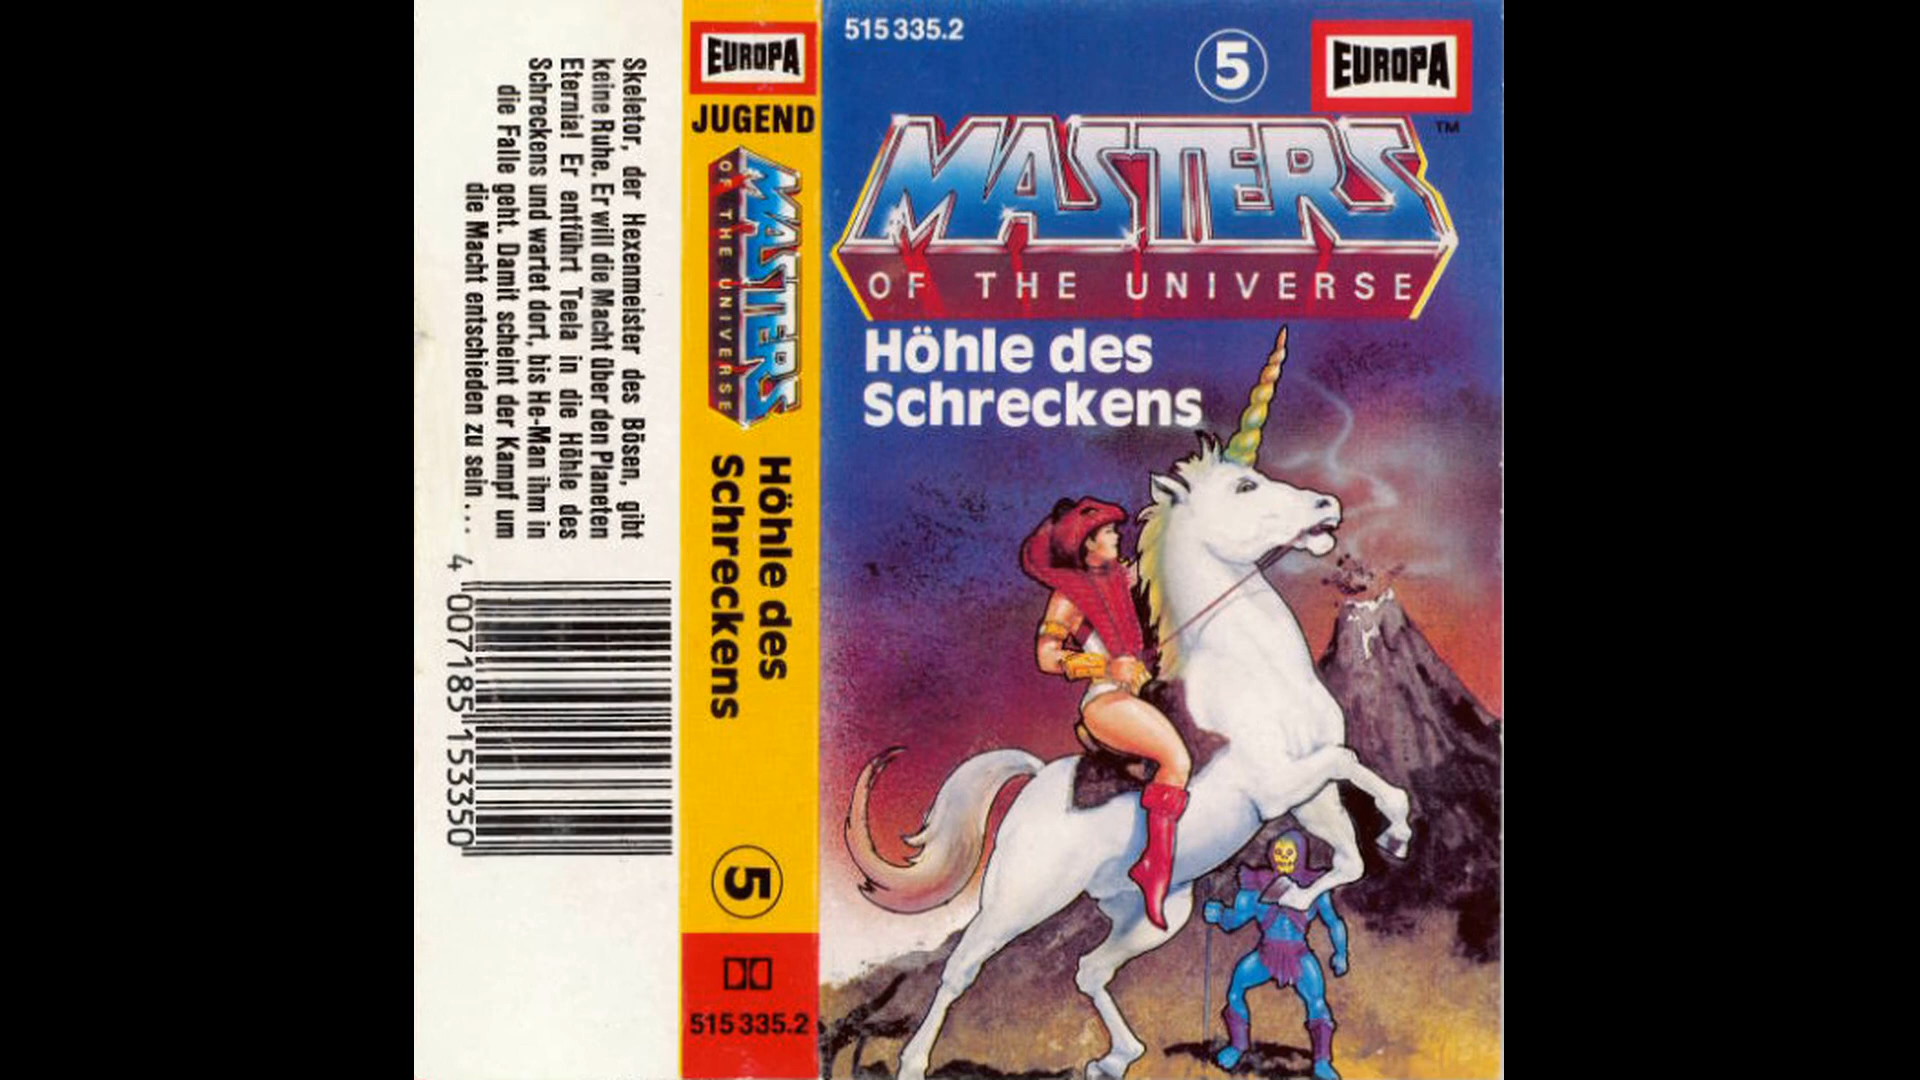 Skeletor, der Hexenmeister des Bösen, gibt
keine Ruhe. Er will die Macht über den Planeten
Eternia! Er entführt Teela in die Höhle des
Schreckens und wartet dort, bis He-Man ihm in
die Falle geht. Damit scheint der Kampf um
die Macht entschieden zu sein ...
4 007185 153350
EUROPA
JUGEND
MASTERS
OF THE UNIVERSE
Höhle des
Schreckens
5
515 335.2
515 335.2
5
EUROPA
MASTERS
TM
OF THE UNIVERSE
Höhle des
Schreckens